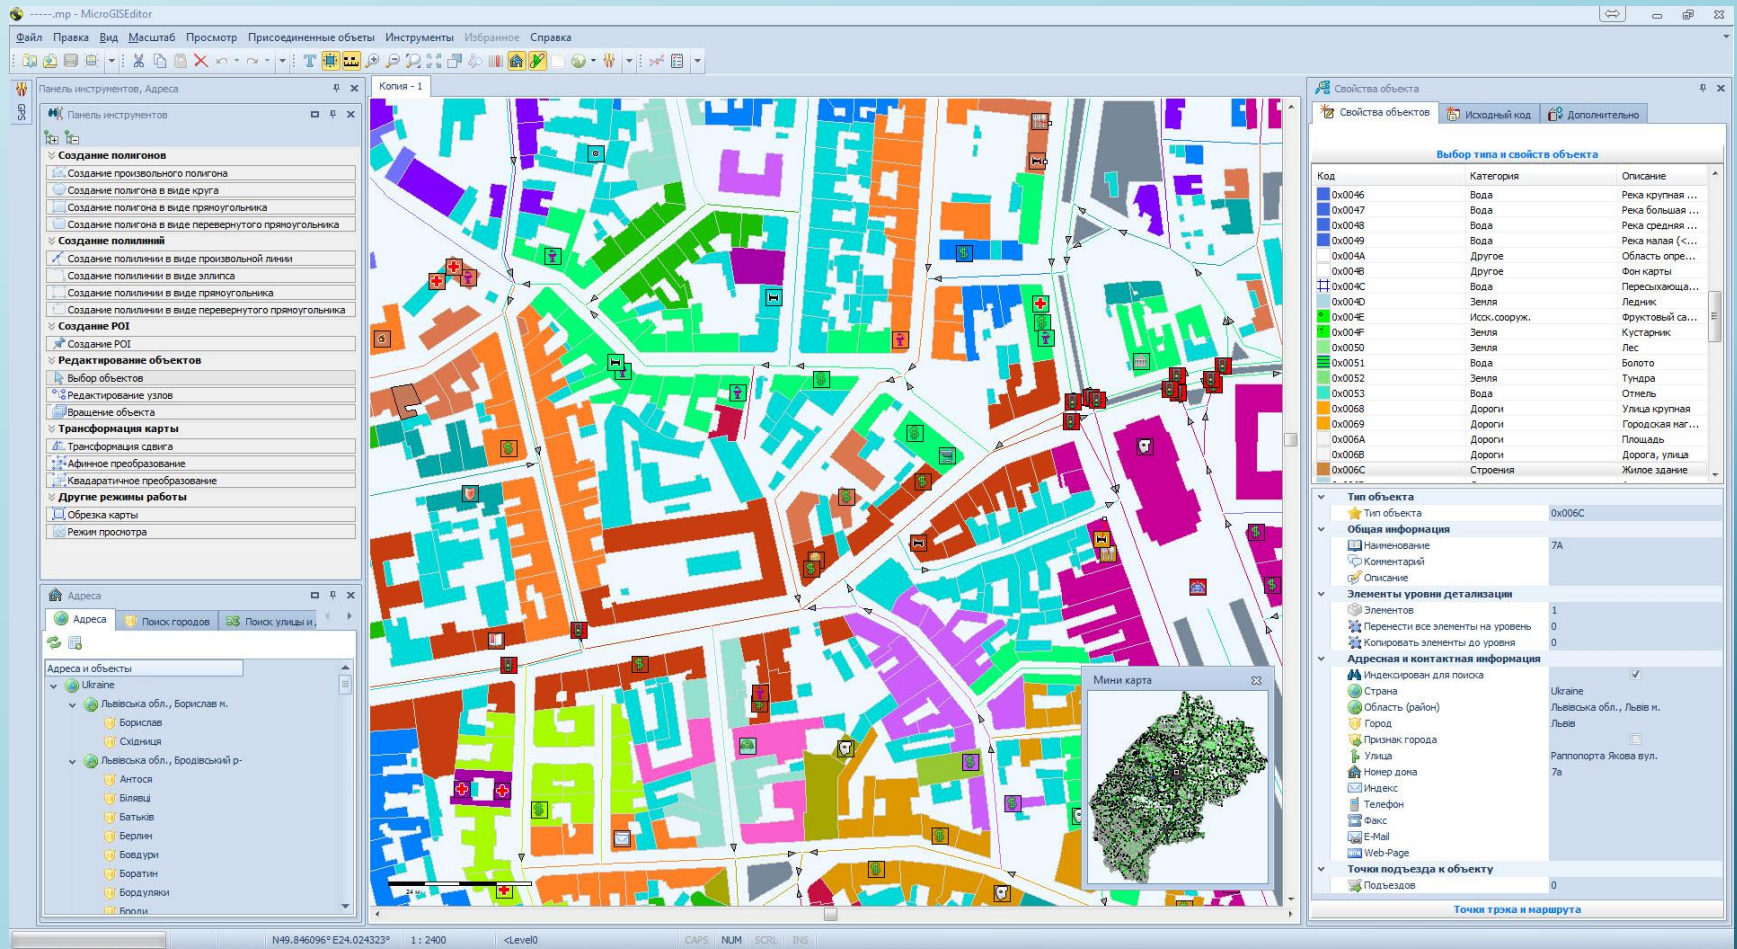 -----.mp - MicroGISEditor
Файл Правка Вид Масштаб Просмотр Присоединенные объеты Инструменты Избранное Справка
GPS
Панель инструментов, Адреса
Панель инструментов
Создание полигонов
Создание произвольного полигона
Создание полигона в виде круга
Создание полигона в виде прямоугольника
Создание полигона в виде перевернутого прямоугольника
Создание полилиний
Создание полилинии в виде произвольной линии
Создание полилинии в виде эллипса
Создание полилинии в виде прямоугольника
Создание полилинии в виде перевернутого прямоугольника
Создание POI
Создание POI
Редактирование объектов
Выбор объектов
Редактирование узлов
Вращение объекта
Трансформация карты
Трансформация сдвига
Афинное преобразование
Квадаратичное преобразование
Другие режимы работы
Обрезка карты
Режим просмотра
Адреса
Адреса Поиск городов Поиск улицы и
Адреса и объекты
Ukraine
Львівська обл., Борислав м.
Борислав
Східниця
Львівська обл., Бродівський р-
Антося
Білявці
Батьків
Берлин
Бовдури
Боратин
Бордуляки
Броди
Копия - 1
24 м
Мини карта
Свойства объекта
Свойства объектов Исходный код Дополнительно
Выбор типа и свойств объекта
Код Категория Описание
0x0046 Вода Река крупная ...
0x0047 Вода Река большая ...
0x0048 Вода Река средняя ...
0x0049 Вода Река малая (<...
0x004A Другое Область опре...
0x004B Другое Фон карты
0x004C Вода Пересыхающа...
0x004D Земля Ледник
0x004E Исск.сооруж. Фруктовый са...
0x004F Земля Кустарник
0x0050 Земля Лес
0x0051 Вода Болото
0x0052 Земля Тундра
0x0053 Вода Отмель
0x0068 Дороги Улица крупная
0x0069 Дороги Городская маг...
0x006A Дороги Площадь
0x006B Дороги Дорога, улица
0x006C Строения Жилое здание
Тип объекта
Тип объекта 0x006C
Общая информация
Наименование 7А
Комментарий
Описание
Элементы уровни детализации
Элементов 1
Перенести все элементы на уровень 0
Копировать элементы до уровня 0
Адресная и контактная информация
Индексирован для поиска
Страна Ukraine
Область (район) Львівська обл., Львів м.
Город Львів
Признак города
Улица Раппопорта Якова вул.
Номер дома 7а
Индекс
Телефон
Факс
E-Mail
Web-Page
Точки подъезда к объекту
Подъездов 0
Точки трэка и маршрута
N49.846096° E24.024323° 1 : 2400 <Level0 CAPS NUM SCRL INS